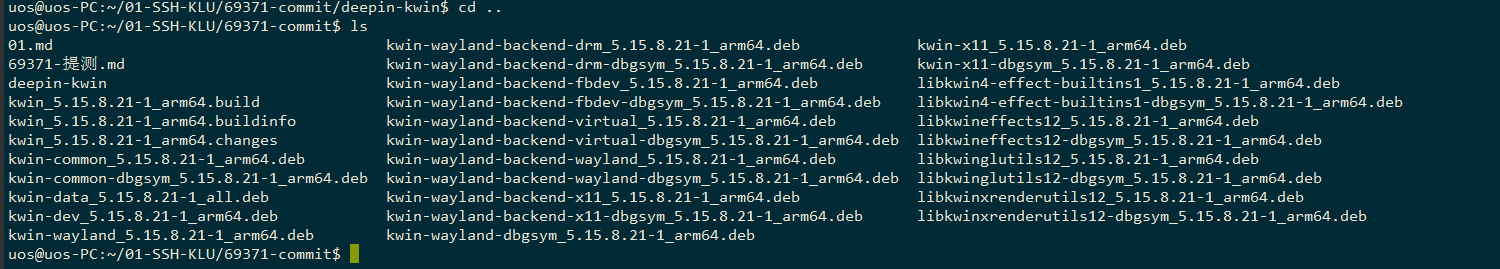 uos@uos-PC:~/01-SSH-KLU/69371-commit/deepin-kwin$ cd ..
uos@uos-PC:~/01-SSH-KLU/69371-commit$ ls
01.md kwin-wayland-backend-drm_5.15.8.21-1_arm64.deb kwin-x11_5.15.8.21-1_arm64.deb
69371-提测.md kwin-wayland-backend-drm-dbgsym_5.15.8.21-1_arm64.deb kwin-x11-dbgsym_5.15.8.21-1_arm64.deb
deepin-kwin kwin-wayland-backend-fbdev_5.15.8.21-1_arm64.deb libkwin4-effect-builtins1_5.15.8.21-1_arm64.deb
kwin_5.15.8.21-1_arm64.build kwin-wayland-backend-fbdev-dbgsym_5.15.8.21-1_arm64.deb libkwin4-effect-builtins1-dbgsym_5.15.8.21-1_arm64.deb
kwin_5.15.8.21-1_arm64.buildinfo kwin-wayland-backend-virtual_5.15.8.21-1_arm64.deb libkwineffects12_5.15.8.21-1_arm64.deb
kwin_5.15.8.21-1_arm64.changes kwin-wayland-backend-virtual-dbgsym_5.15.8.21-1_arm64.deb libkwineffects12-dbgsym_5.15.8.21-1_arm64.deb
kwin-common_5.15.8.21-1_arm64.deb kwin-wayland-backend-wayland_5.15.8.21-1_arm64.deb libkwinglutils12_5.15.8.21-1_arm64.deb
kwin-common-dbgsym_5.15.8.21-1_arm64.deb kwin-wayland-backend-wayland-dbgsym_5.15.8.21-1_arm64.deb libkwinglutils12-dbgsym_5.15.8.21-1_arm64.deb
kwin-data_5.15.8.21-1_all.deb kwin-wayland-backend-x11_5.15.8.21-1_arm64.deb libkwinxrenderutils12_5.15.8.21-1_arm64.deb
kwin-dev_5.15.8.21-1_arm64.deb kwin-wayland-backend-x11-dbgsym_5.15.8.21-1_arm64.deb libkwinxrenderutils12-dbgsym_5.15.8.21-1_arm64.deb
kwin-wayland_5.15.8.21-1_arm64.deb kwin-wayland-dbgsym_5.15.8.21-1_arm64.deb
uos@uos-PC:~/01-SSH-KLU/69371-commit$